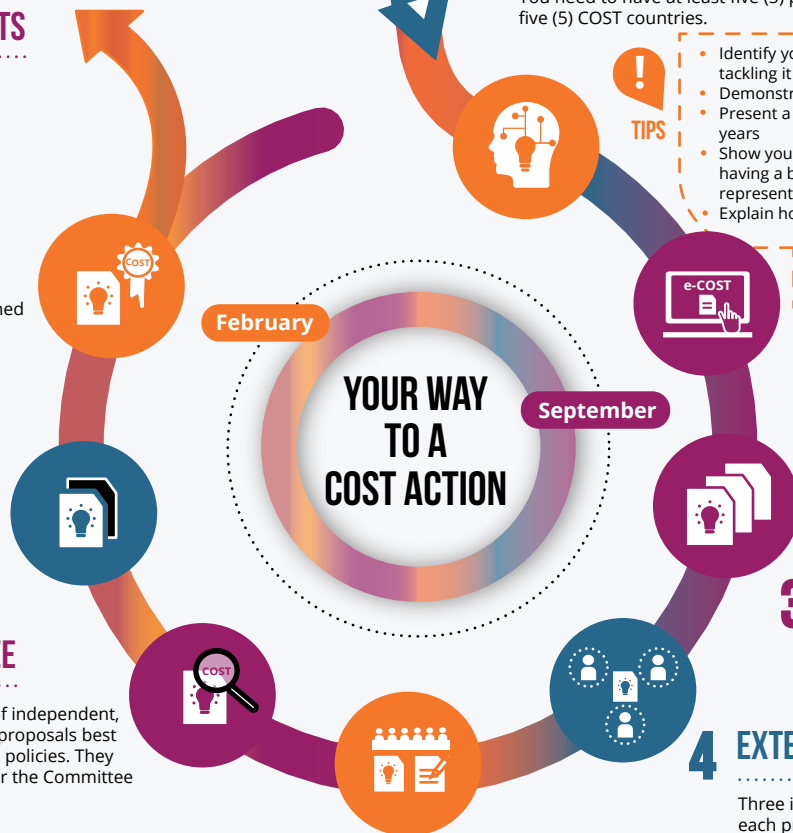 You need to have at least five (5) p
five (5) COST countries.
TS
!
TIPS
• Identify yo
tackling it
• Demonstr
• Present a
years
• Show you
having a b
represent
• Explain ho
COST
e-COST
ned
February
September
YOUR WAY
TO A
COST ACTION
3
EE
f independent,
proposals best
policies. They
r the Committee
COST
4 EXTE
Three i
each p